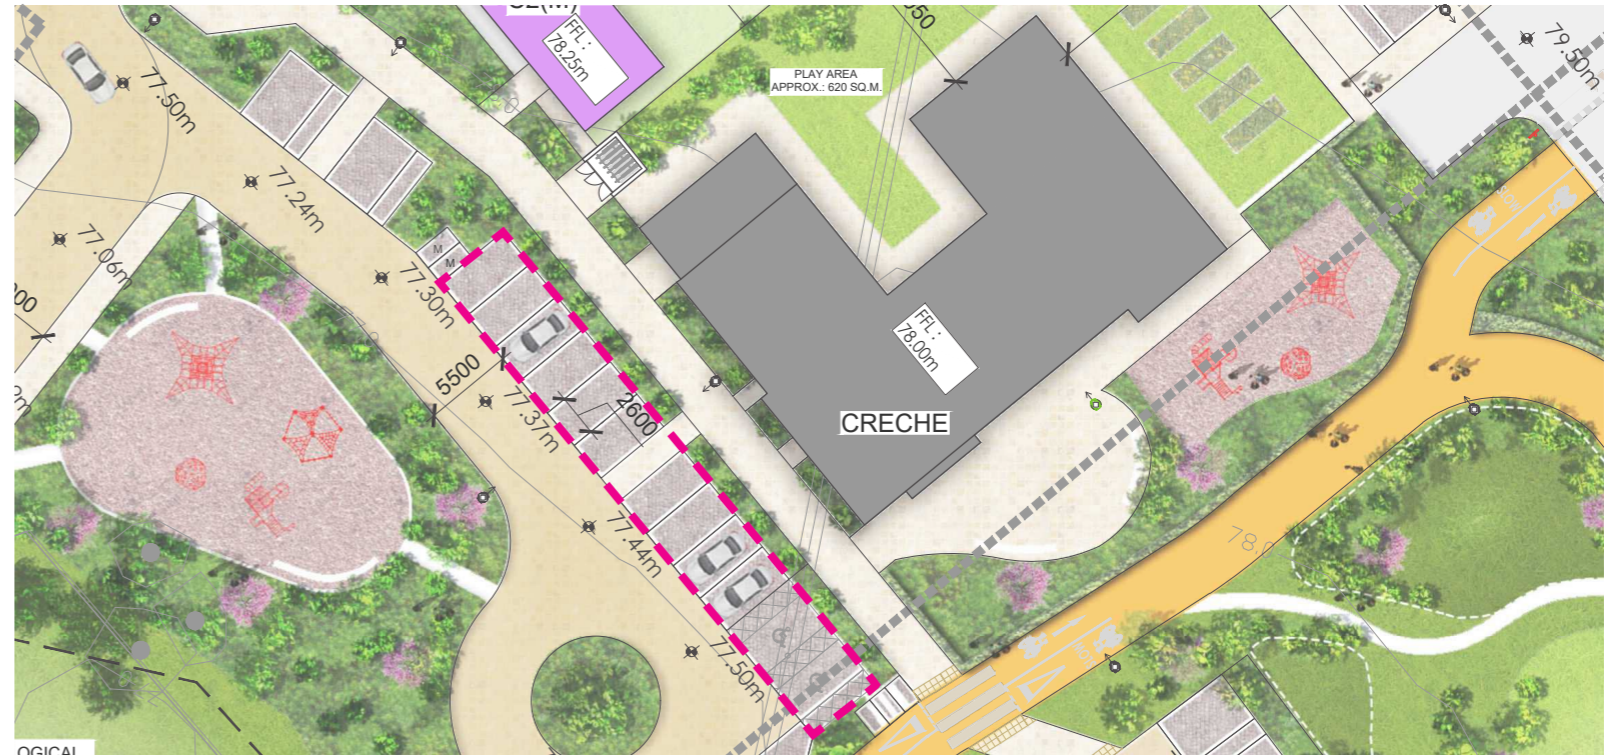 FFL :
78.25m
PLAY AREA
APPROX.: 620 SQ.M.
79.50m
77.50m
77.24m
77.06m
M
M
77.30m
5500
77.37m
2600
FFL :
78.00m
CRECHE
77.44m
77.50m